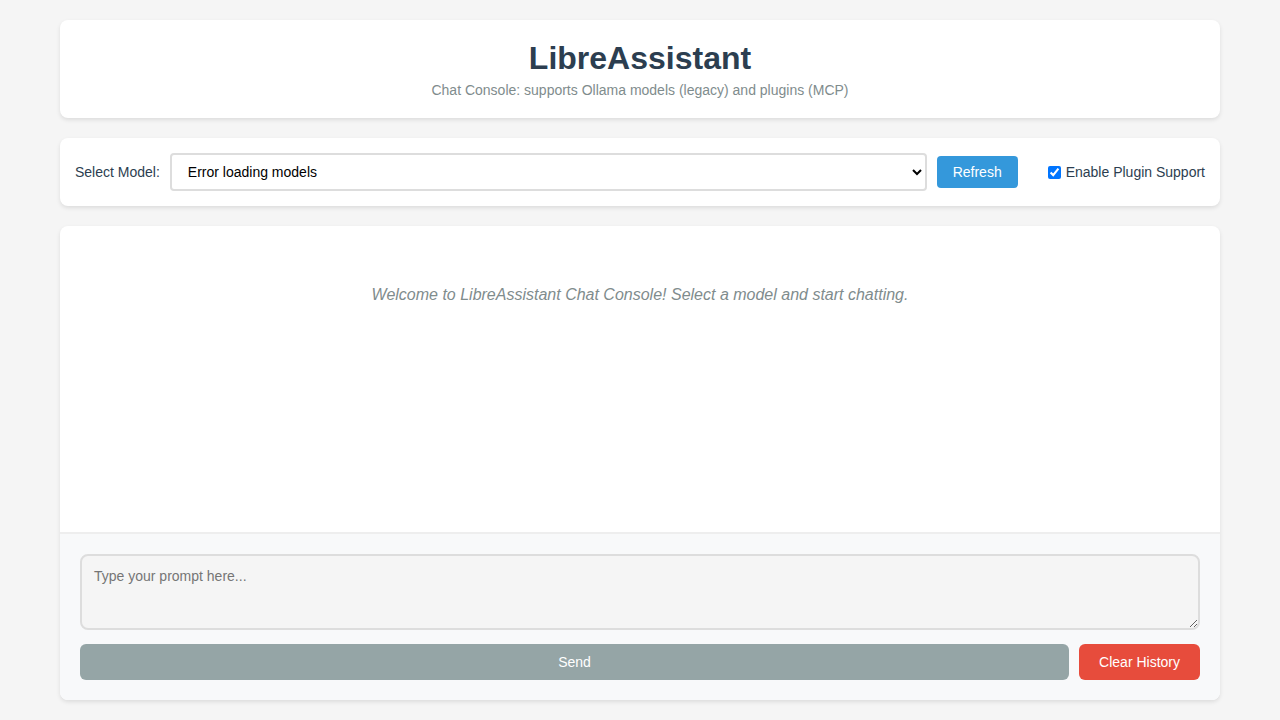 LibreAssistant
Chat Console: supports Ollama models (legacy) and plugins (MCP)
Select Model: Error loading models Refresh Enable Plugin Support
Welcome to LibreAssistant Chat Console! Select a model and start chatting.
Type your prompt here...
Send Clear History